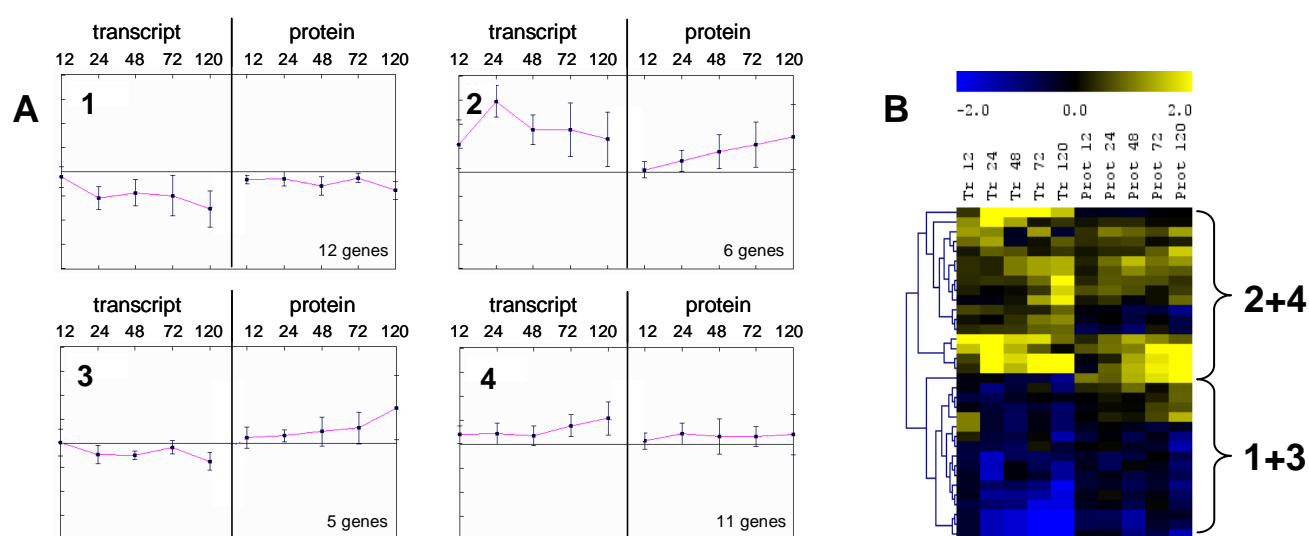 A
transcript protein
12 24 48 72 120 12 24 48 72 120
1
12 genes
transcript protein
12 24 48 72 120 12 24 48 72 120
2
6 genes
transcript protein
12 24 48 72 120 12 24 48 72 120
3
5 genes
transcript protein
12 24 48 72 120 12 24 48 72 120
4
11 genes
B
-2.0 0.0 2.0
Tr 12
Tr 24
Tr 48
Tr 72
Tr 120
Prot 12
Prot 24
Prot 48
Prot 72
Prot 120
2+4
1+3